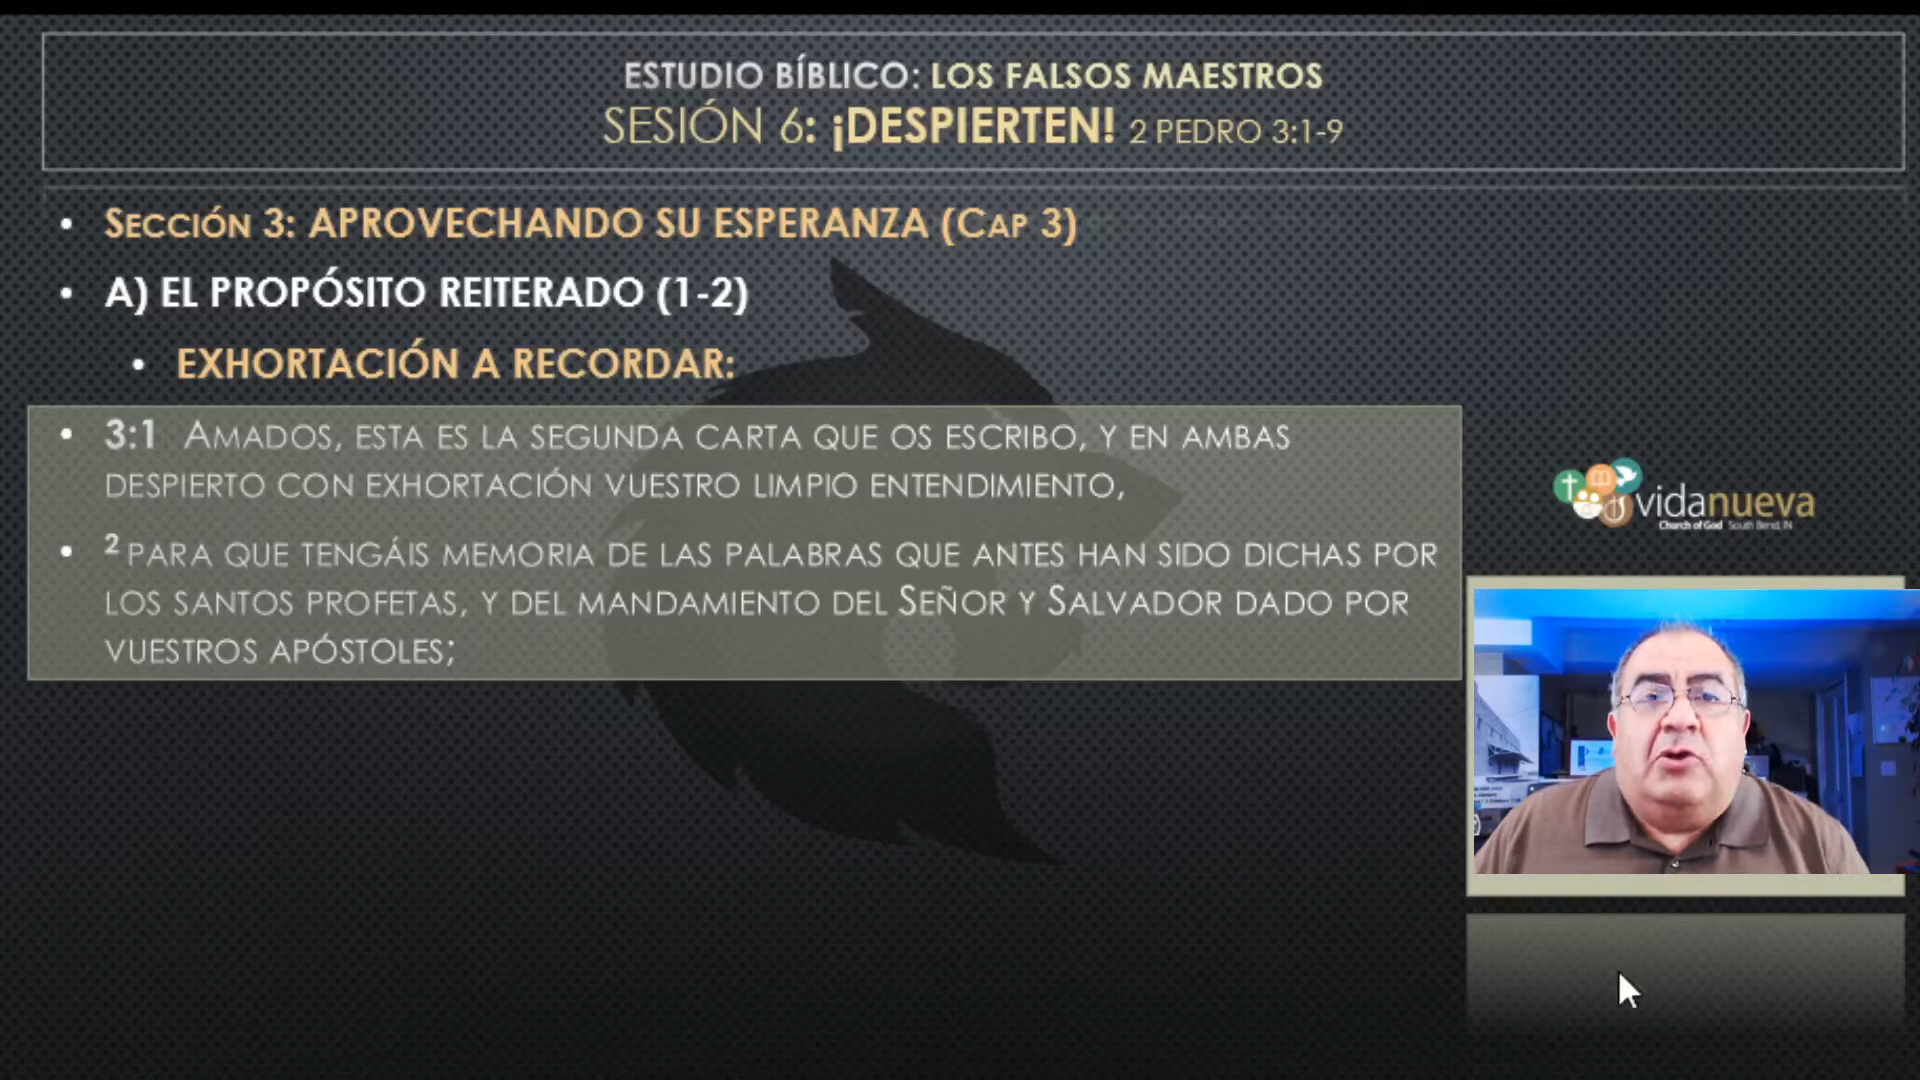 ESTUDIO BÍBLICO: LOS FALSOS MAESTROS
SESIÓN 6: ¡DESPIERTEN! 2 PEDRO 3:1-9
• SECCIÓN 3: APROVECHANDO SU ESPERANZA (CAP 3)
• A) EL PROPÓSITO REITERADO (1-2)
• EXHORTACIÓN A RECORDAR:
• 3:1 AMADOS, ESTA ES LA SEGUNDA CARTA QUE OS ESCRIBO, Y EN AMBAS
DESPIERTO CON EXHORTACIÓN VUESTRO LIMPIO ENTENDIMIENTO,
• 2 PARA QUE TENGÁIS MEMORIA DE LAS PALABRAS QUE ANTES HAN SIDO DICHAS POR
LOS SANTOS PROFETAS, Y DEL MANDAMIENTO DEL SEÑOR Y SALVADOR DADO POR
VUESTROS APÓSTOLES;
vidanueva
Church of God South Bend, IN